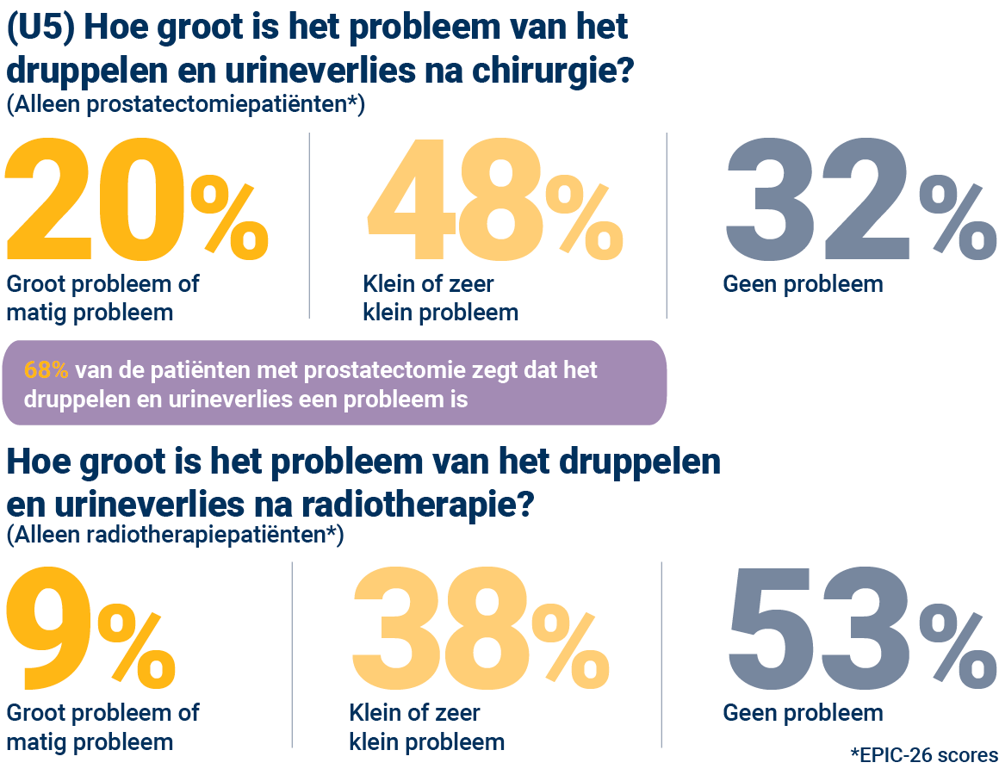 (U5) Hoe groot is het probleem van het
druppelen en urineverlies na chirurgie?
(Alleen prostatectomiepatiënten*)
20%
48%
32%
Groot probleem of
matig probleem
Klein of zeer
klein probleem
Geen probleem
68% van de patiënten met prostatectomie zegt dat het
druppelen en urineverlies een probleem is
Hoe groot is het probleem van het druppelen
en urineverlies na radiotherapie?
(Alleen radiotherapiepatiënten*)
9%
38%
53%
Groot probleem of
matig probleem
Klein of zeer
klein probleem
Geen probleem
*EPIC-26 scores